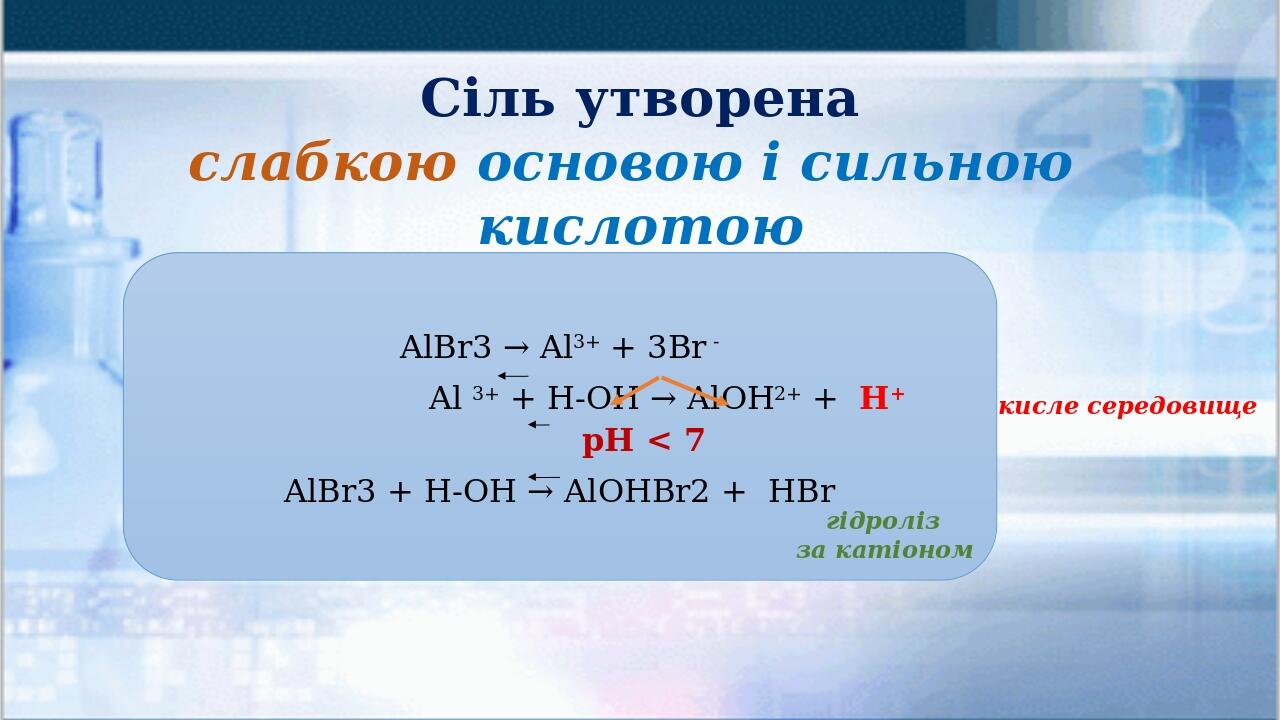 Сіль утворена
слабкою основою і сильною
кислотою
AlBr3 → Al³⁺ + 3Br ⁻
Al ³⁺ + H-OH → AlOH²⁺ + H⁺
кисле середовище
pH < 7
AlBr3 + H-OH → AlOHBr2 + HBr
гідроліз
за катіоном